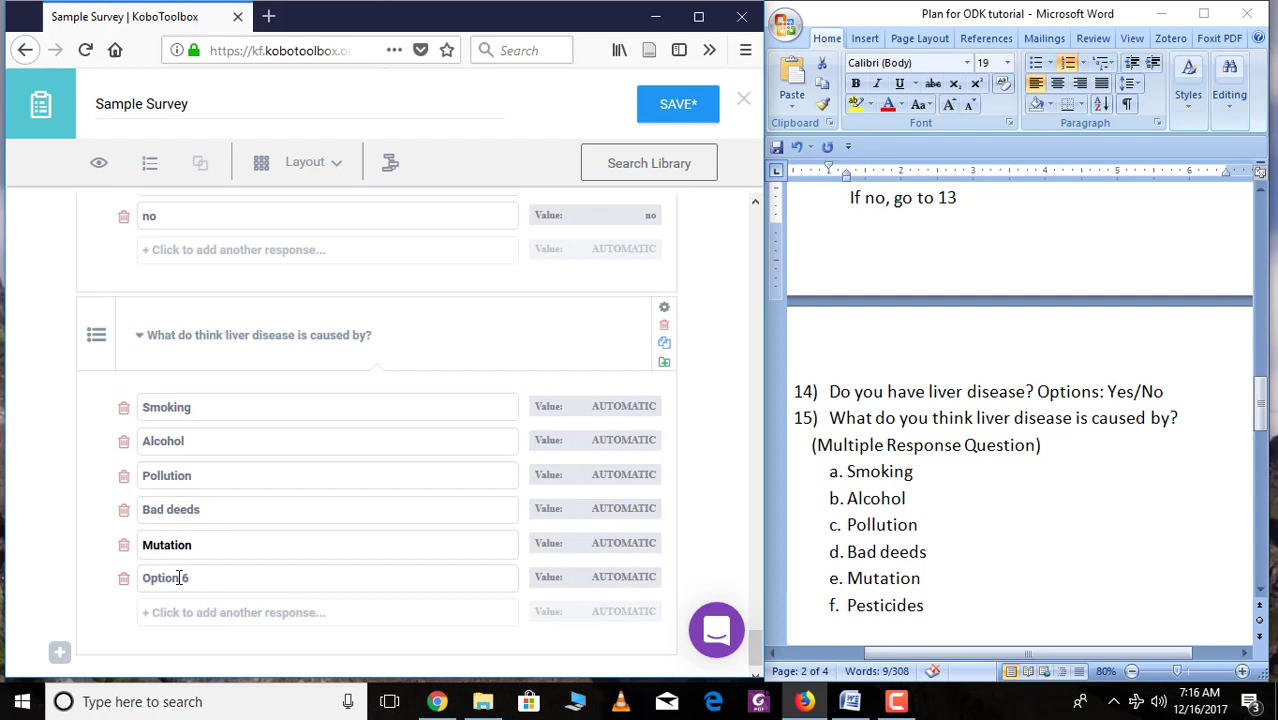 Sample Survey | KoboToolbox
https://kf.kobotoolbox.o
Search
Sample Survey
SAVE*
Layout
Search Library
no
Value: no
+ Click to add another response...
Value: AUTOMATIC
What do think liver disease is caused by?
Smoking
Value: AUTOMATIC
Alcohol
Value: AUTOMATIC
Pollution
Value: AUTOMATIC
Bad deeds
Value: AUTOMATIC
Mutation
Value: AUTOMATIC
Option 6
Value: AUTOMATIC
+ Click to add another response...
Value: AUTOMATIC
Plan for ODK tutorial - Microsoft Word
Home Insert Page Layout References Mailings Review View Zotero Foxit PDF
Calibri (Body) 19
Paste
Styles
Editing
Clipboard
Font
Paragraph
1 2 3 4 5 6
If no, go to 13
14) Do you have liver disease? Options: Yes/No
15) What do you think liver disease is caused by?
(Multiple Response Question)
a. Smoking
b. Alcohol
c. Pollution
d. Bad deeds
e. Mutation
f. Pesticides
Page: 2 of 4 Words: 9/308 80%
Type here to search
7:16 AM
12/16/2017
3